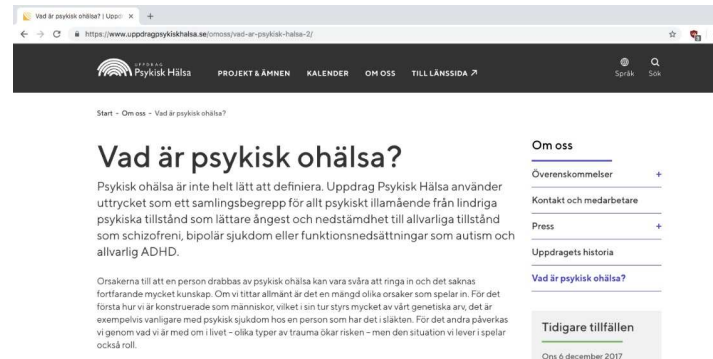 Vad är psykisk ohälsa? | Uppd
https://www.uppdragpsykiskhalsa.se/omoss/vad-ar-psykisk-halsa-2/
UPPDRAG
Psykisk Hälsa
PROJEKT & ÄMNEN
KALENDER
OM OSS
TILL LÄNSSIDA ↗
Språk
Sök
Start - Om oss - Vad är psykisk ohälsa?
Vad är psykisk ohälsa?
Psykisk ohälsa är inte helt lätt att definiera. Uppdrag Psykisk Hälsa använder
uttrycket som ett samlingsbegrepp för allt psykiskt illamående från lindriga
psykiska tillstånd som lättare ångest och nedstämdhet till allvarliga tillstånd
som schizofreni, bipolär sjukdom eller funktionsnedsättningar som autism och
allvarlig ADHD.
Orsakerna till att en person drabbas av psykisk ohälsa kan vara svåra att ringa in och det saknas
fortfarande mycket kunskap. Om vi tittar allmänt är det en mängd olika orsaker som spelar in. För det
första hur vi är konstruerade som människor, vilket i sin tur styrs mycket av vårt genetiska arv, det är
exempelvis vanligare med psykisk sjukdom hos en person som har det i släkten. För det andra påverkas
vi genom vad vi är med om i livet – olika typer av trauma ökar risken – men den situation vi lever i spelar
också roll.
Om oss
Överenskommelser +
Kontakt och medarbetare
Press +
Uppdragets historia
Vad är psykisk ohälsa?
Tidigare tillfällen
Ons 6 december 2017